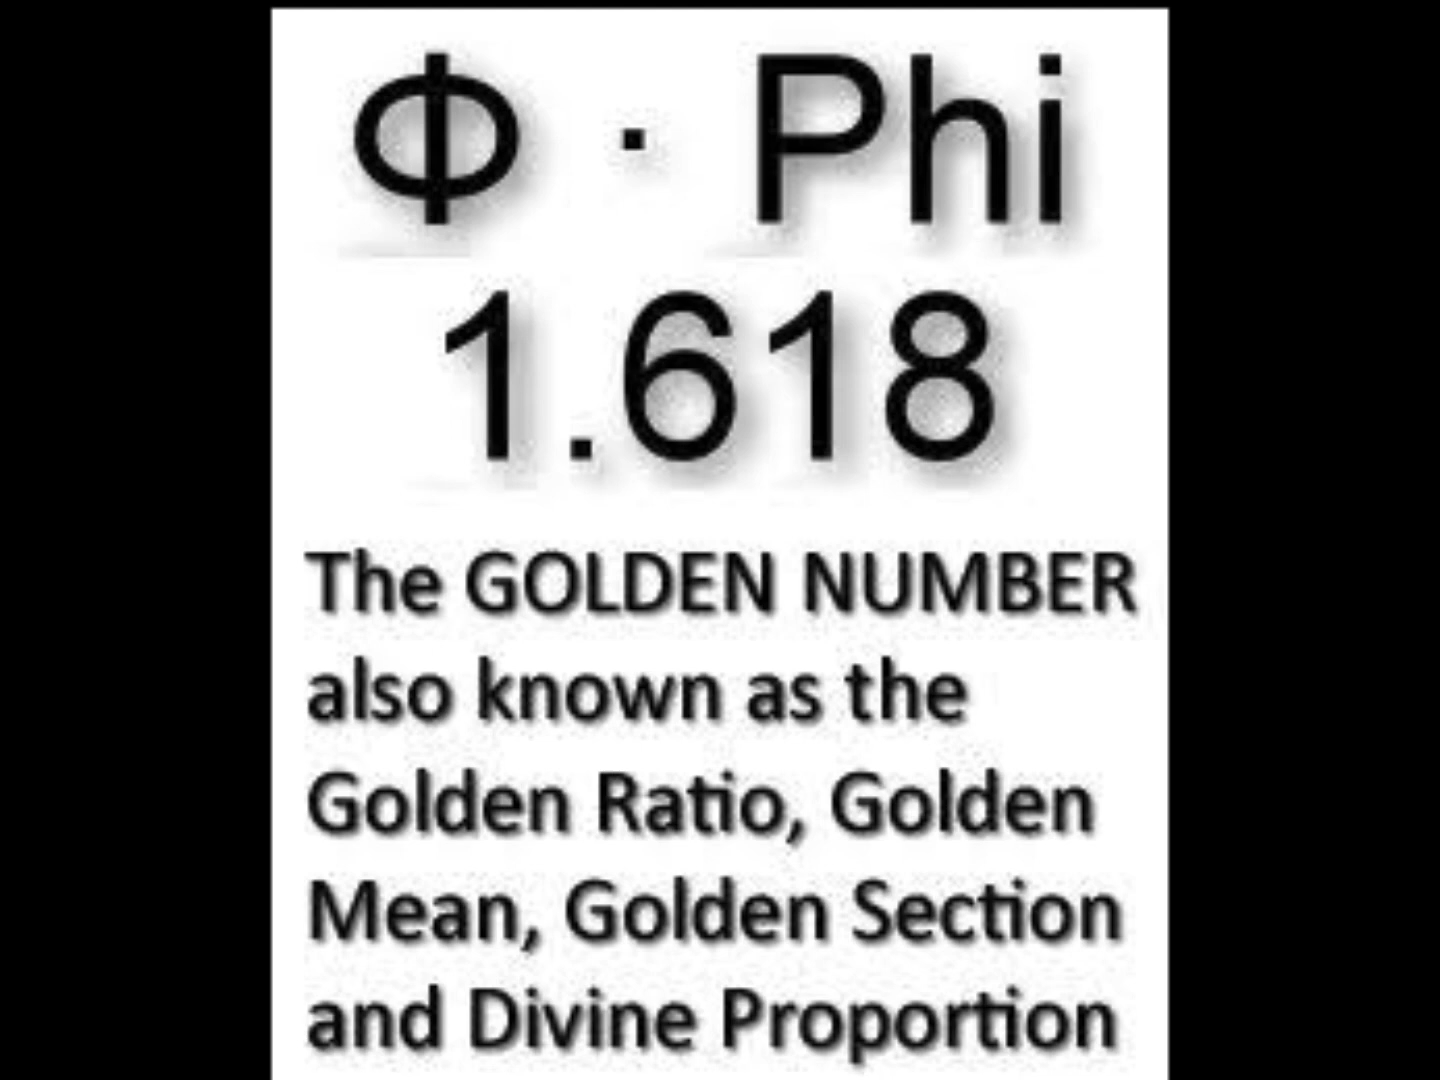 Φ · Phi
1.618
The GOLDEN NUMBER
also known as the
Golden Ratio, Golden
Mean, Golden Section
and Divine Proportion